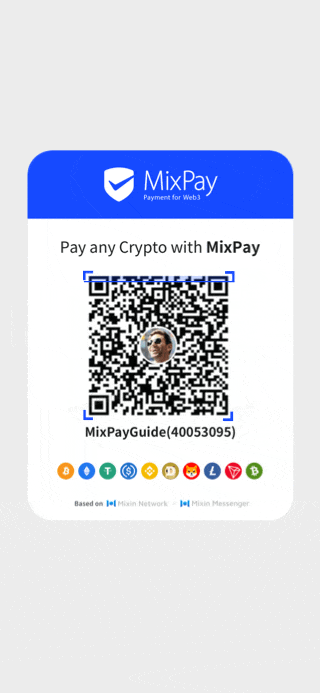 MixPay
Payment for Web3
Pay any Crypto with MixPay
MixPayGuide(40053095)
Based on Mixin Network - Mixin Messenger